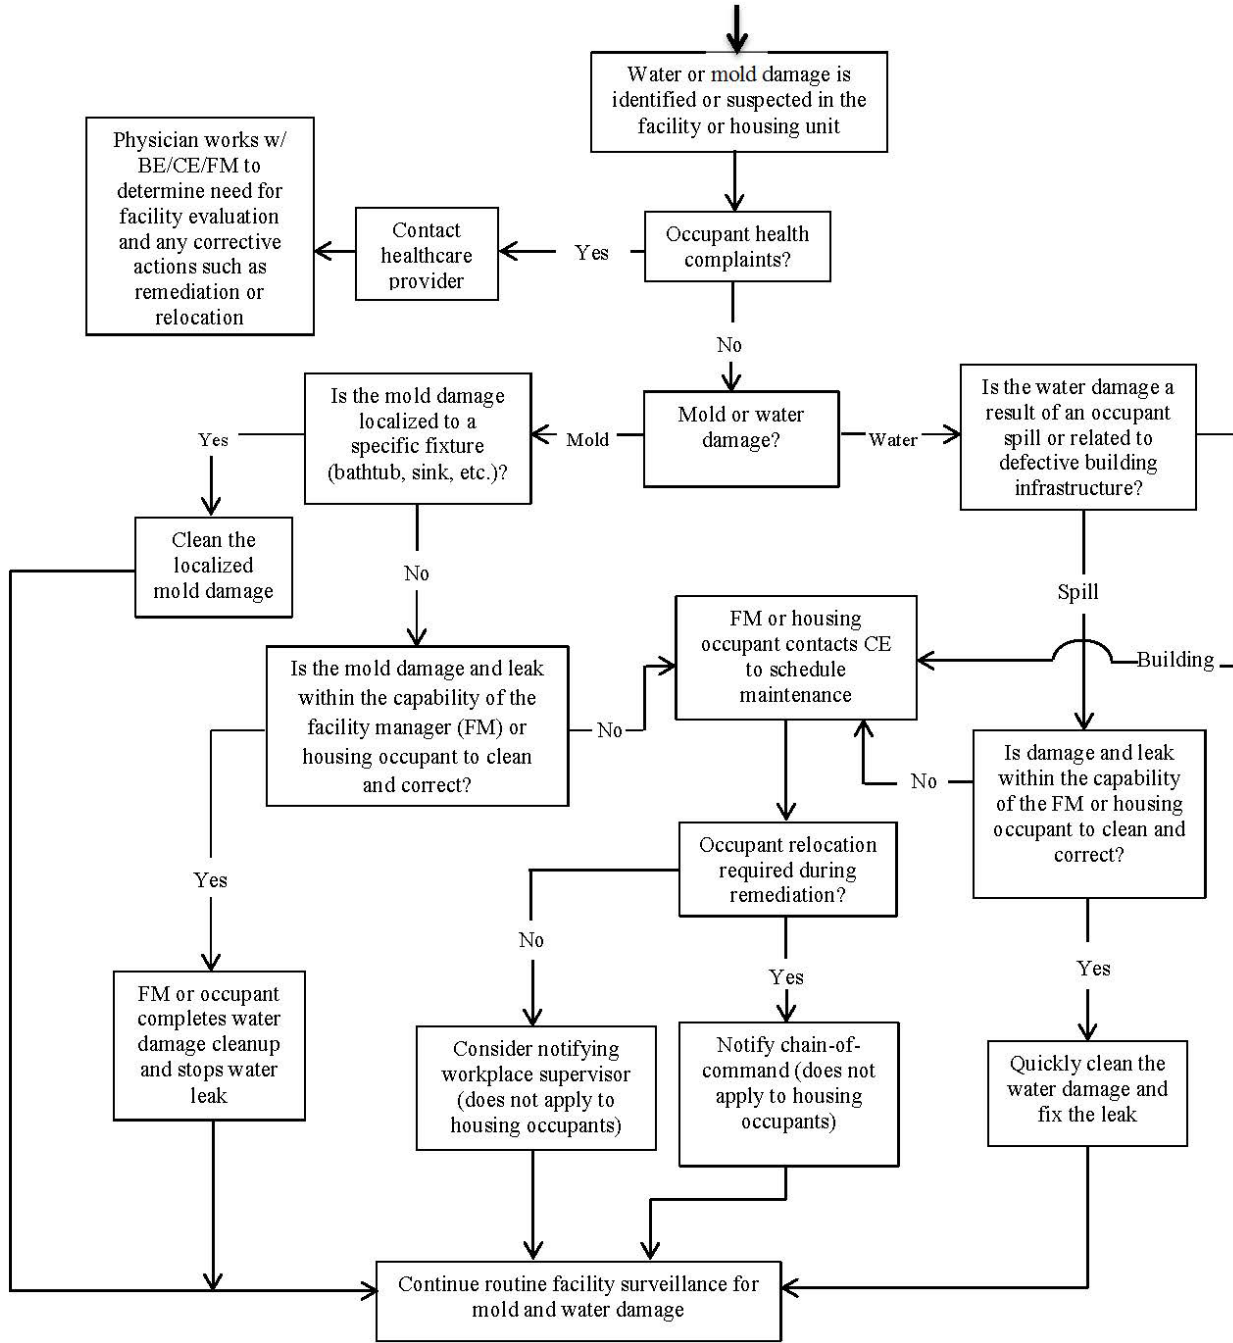 Water or mold damage is
identified or suspected in the
facility or housing unit
Physician works w/
BE/CE/FM to
determine need for
facility evaluation
and any corrective
actions such as
remediation or
relocation
Contact
healthcare
provider
Yes
Occupant health
complaints?
No
Is the mold damage
localized to a
specific fixture
(bathtub, sink, etc.)?
Mold
Mold or water
damage?
Water
Is the water damage a
result of an occupant
spill or related to
defective building
infrastructure?
Yes
Clean the
localized
mold damage
No
Spill
FM or housing
occupant contacts CE
to schedule
maintenance
Building
Is the mold damage and leak
within the capability of the
facility manager (FM) or
housing occupant to clean
and correct?
No
No
Is damage and leak
within the capability
of the FM or housing
occupant to clean and
correct?
Occupant relocation
required during
remediation?
Yes
No
Yes
Yes
FM or occupant
completes water
damage cleanup
and stops water
leak
Consider notifying
workplace supervisor
(does not apply to
housing occupants)
Notify chain-of-
command (does not
apply to housing
occupants)
Quickly clean the
water damage and
fix the leak
Continue routine facility surveillance for
mold and water damage